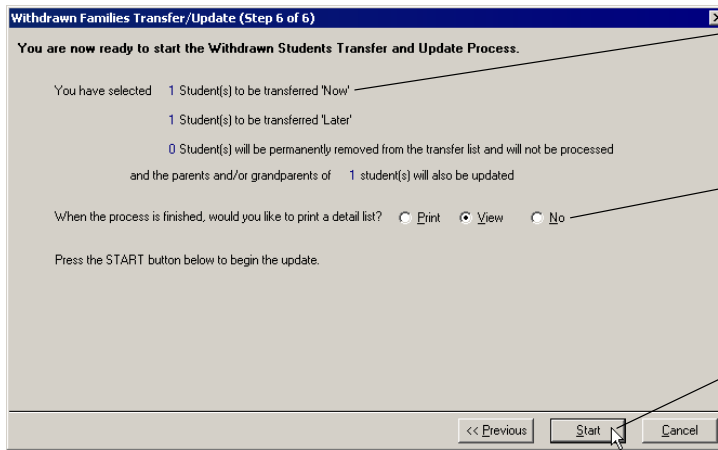 Withdrawn Families Transfer/Update (Step 6 of 6)
You are now ready to start the Withdrawn Students Transfer and Update Process.
You have selected 1 Student(s) to be transferred 'Now'
1 Student(s) to be transferred 'Later'
0 Student(s) will be permanently removed from the transfer list and will not be processed
and the parents and/or grandparents of 1 student(s) will also be updated
When the process is finished, would you like to print a detail list? Print View No
Press the START button below to begin the update.
<< Previous Start Cancel